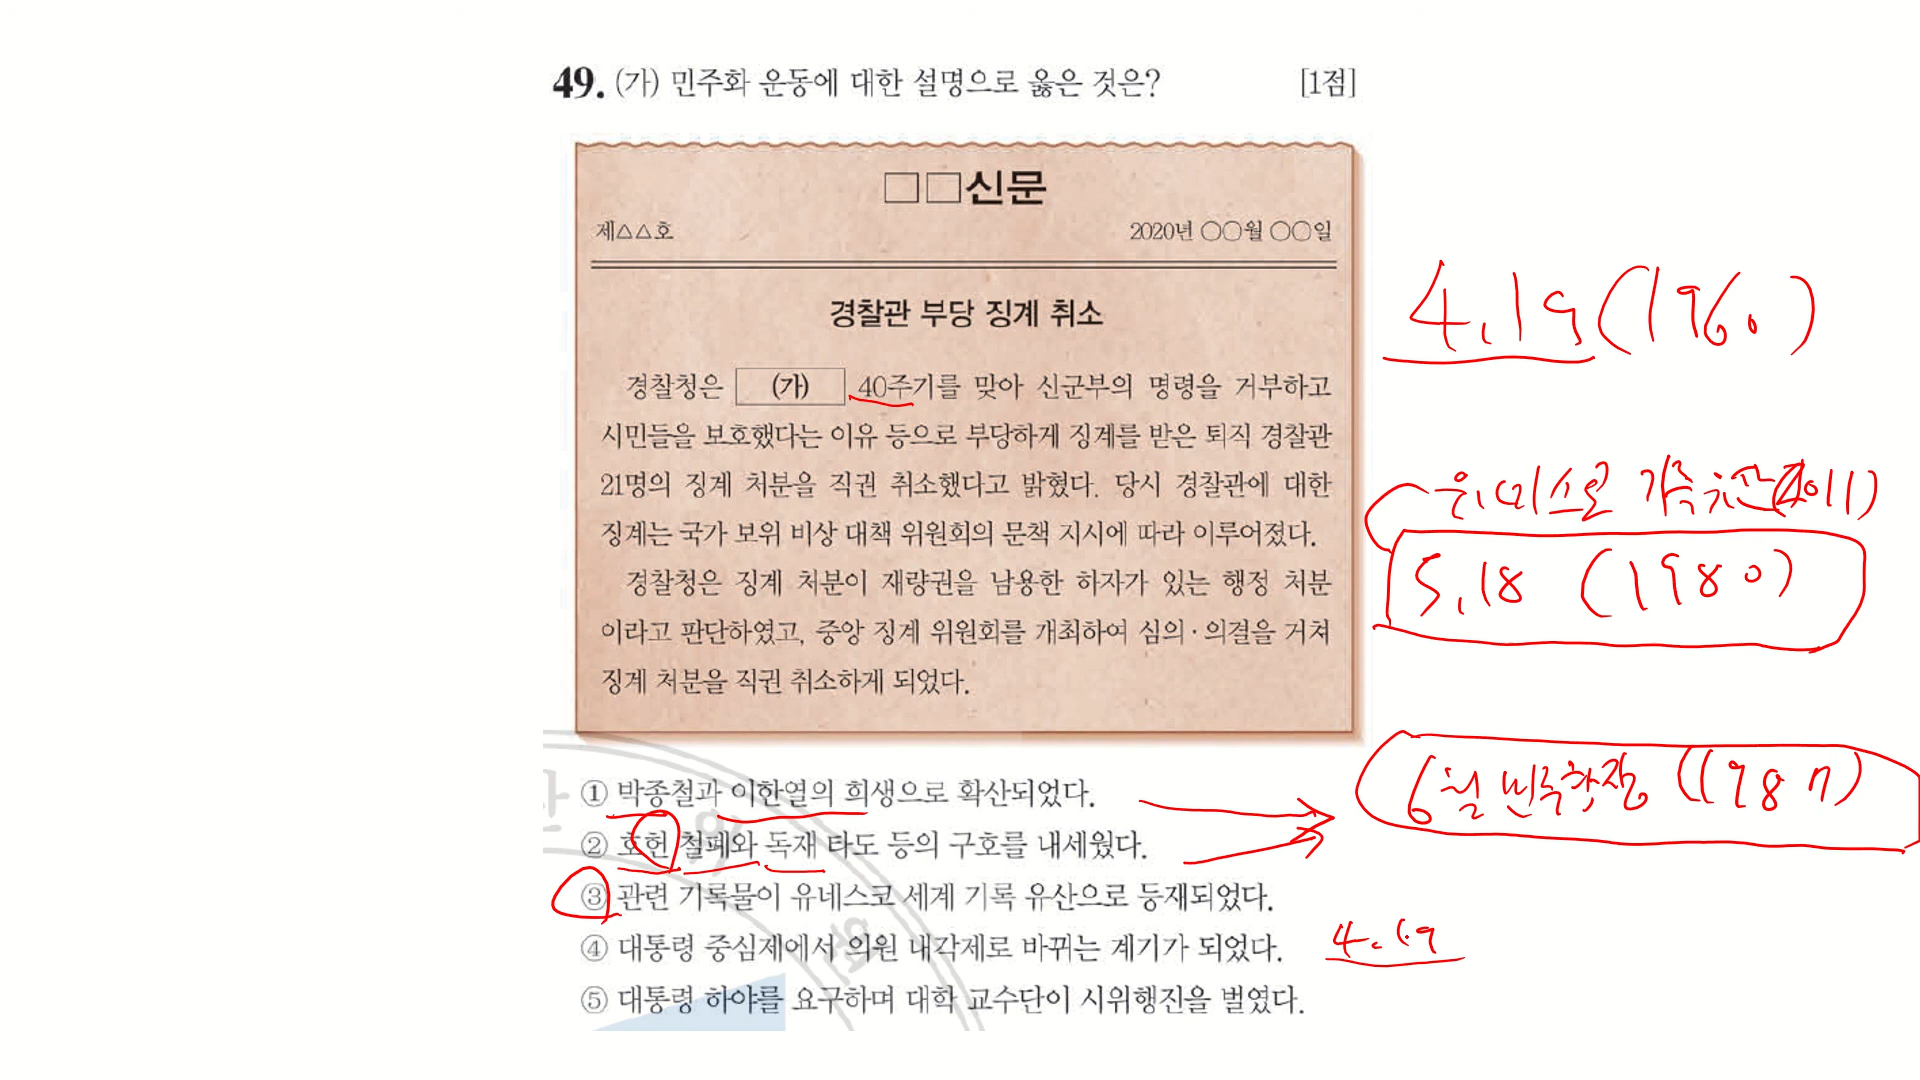 49. (가) 민주화 운동에 대한 설명으로 옳은 것은? [1점]
□□신문
제△△호 2020년 ○○월 ○○일
경찰관 부당 징계 취소
경찰청은 (가) 40주기를 맞아 신군부의 명령을 거부하고
시민들을 보호했다는 이유 등으로 부당하게 징계를 받은 퇴직 경찰관
21명의 징계 처분을 직권 취소했다고 밝혔다. 당시 경찰관에 대한
징계는 국가 보위 비상 대책 위원회의 문책 지시에 따라 이루어졌다.
경찰청은 징계 처분이 재량권을 남용한 하자가 있는 행정 처분
이라고 판단하였고, 중앙 징계 위원회를 개최하여 심의·의결을 거쳐
징계 처분을 직권 취소하게 되었다.
① 박종철과 이한열의 희생으로 확산되었다.
② 호헌 철폐와 독재 타도 등의 구호를 내세웠다.
③ 관련 기록물이 유네스코 세계 기록 유산으로 등재되었다.
④ 대통령 중심제에서 의원 내각제로 바뀌는 계기가 되었다.
⑤ 대통령 하야를 요구하며 대학 교수단이 시위행진을 벌였다.
4.19 (1960)
(2011)
5.18 (1980)
6월 민주항쟁 (1987)
4.19